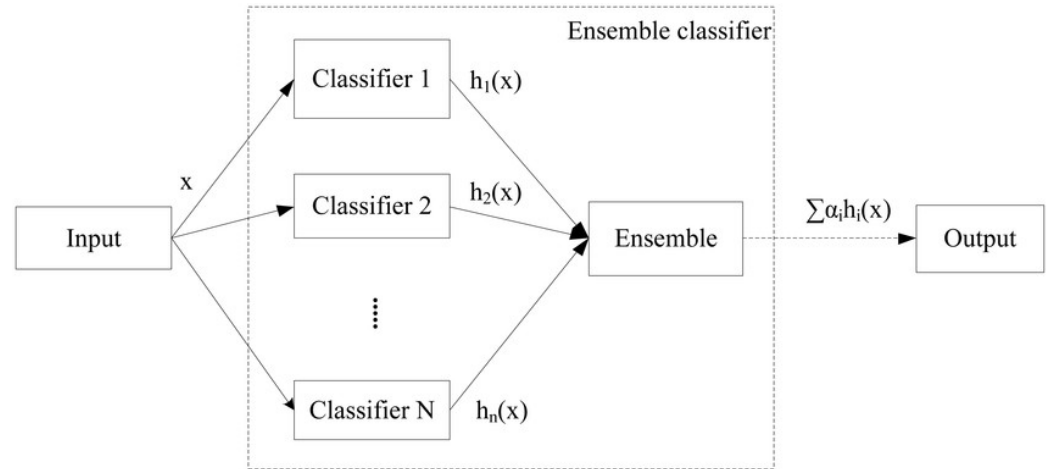 Ensemble classifier
Classifier 1
h₁(x)
x
Classifier 2
h₂(x)
Input
Ensemble
∑αᵢhᵢ(x)
Output
Classifier N
hₙ(x)